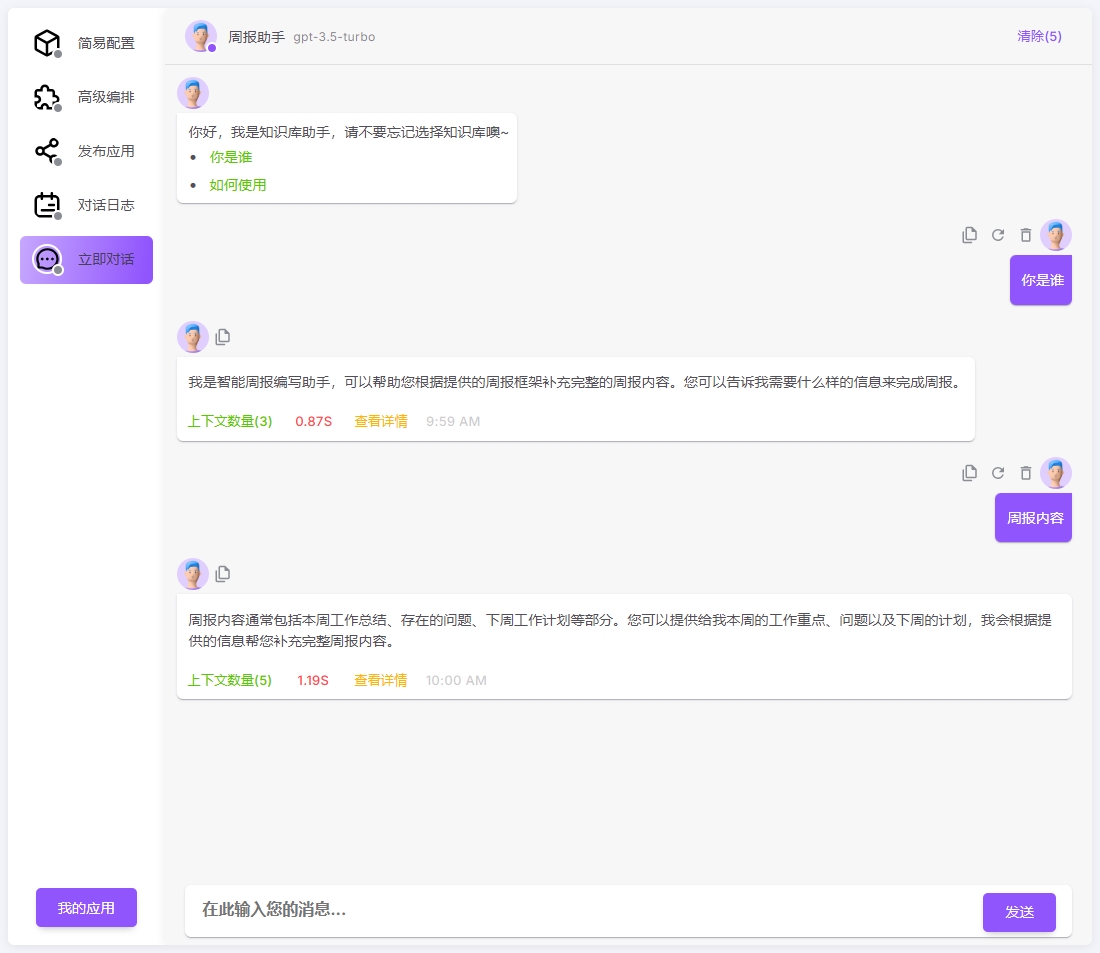 简易配置
高级编排
发布应用
对话日志
立即对话
我的应用
周报助手 gpt-3.5-turbo
清除(5)
你好，我是知识库助手，请不要忘记选择知识库噢~
你是谁
如何使用
你是谁
我是智能周报编写助手，可以帮助您根据提供的周报框架补充完整的周报内容。您可以告诉我需要什么样的信息来完成周报。
上下文数量(3) 0.87S 查看详情 9:59 AM
周报内容
周报内容通常包括本周工作总结、存在的问题、下周工作计划等部分。您可以提供给我本周的工作重点、问题以及下周的计划，我会根据提
供的信息帮您补充完整周报内容。
上下文数量(5) 1.19S 查看详情 10:00 AM
在此输入您的消息...
发送